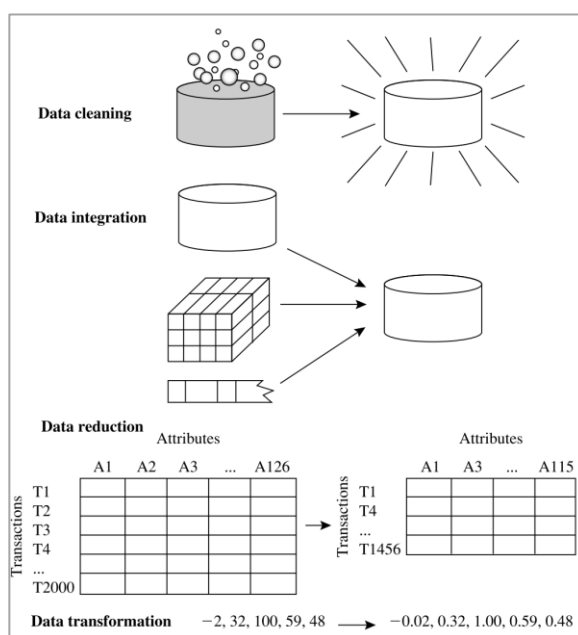 Data cleaning
Data integration
Data reduction
Attributes
Attributes
A1 A2 A3 ... A126
A1 A3 ... A115
Transactions
T1
T2
T3
T4
...
T2000
Transactions
T1
T4
...
T1456
Data transformation −2, 32, 100, 59, 48 −0.02, 0.32, 1.00, 0.59, 0.48